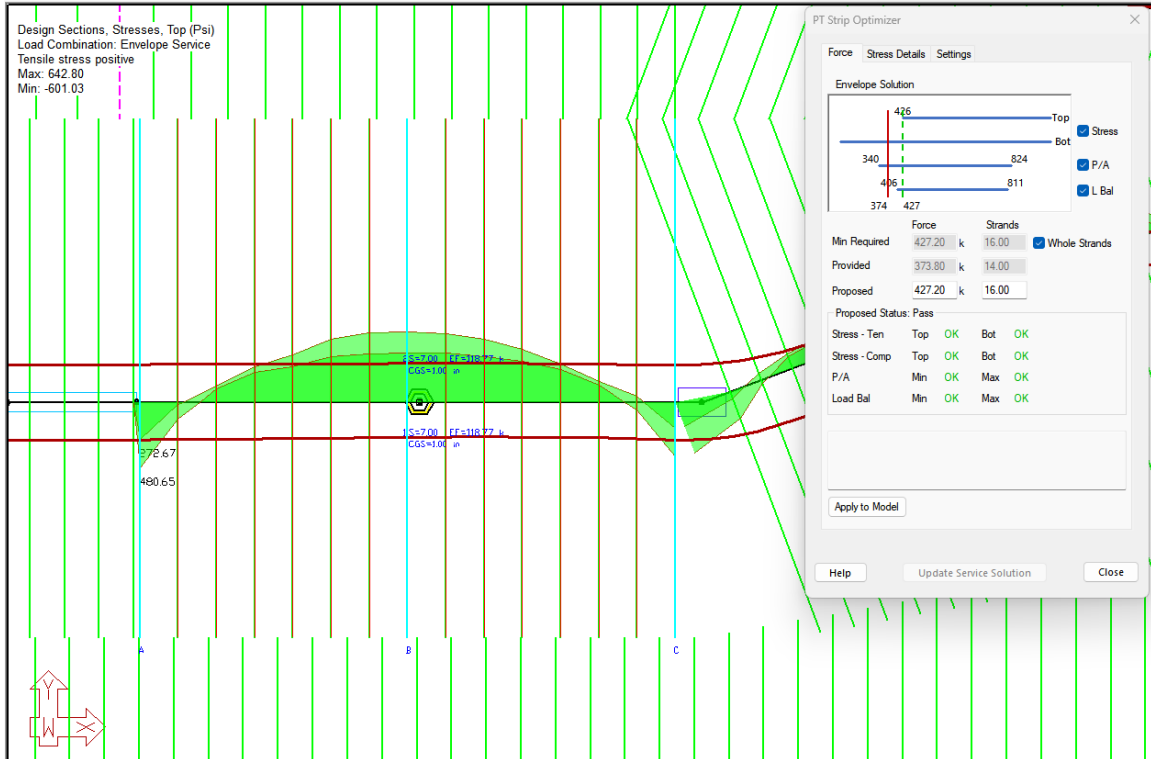 Design Sections, Stresses, Top (Psi)
Load Combination: Envelope Service
Tensile stress positive
Max: 642.80
Min: -601.03
272.67
480.65
CGS=1.00 in
CGS=1.00 in
A
B
C
Y
X
PT Strip Optimizer
Force Stress Details Settings
Envelope Solution
426
Top
Bot
340 824
406 811
374 427
Stress
P/A
L Bal
Force Strands
Min Required 427.20 k 16.00 Whole Strands
Provided 373.80 k 14.00
Proposed 427.20 k 16.00
Proposed Status: Pass
Stress - Ten Top OK Bot OK
Stress - Comp Top OK Bot OK
P/A Min OK Max OK
Load Bal Min OK Max OK
Apply to Model
Help Update Service Solution Close